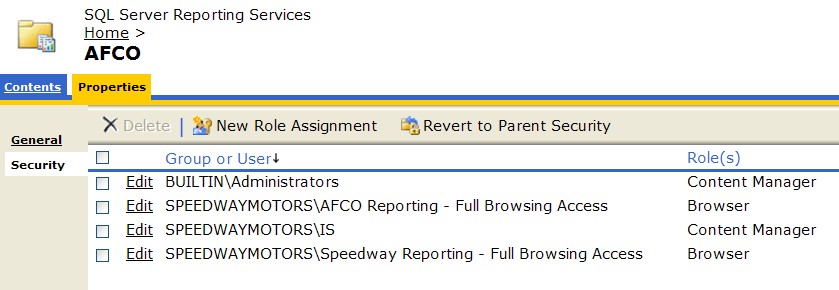 SQL Server Reporting Services
Home >
AFCO
Contents Properties
General
Security
Delete | New Role Assignment Revert to Parent Security
Group or User↓ Role(s)
Edit BUILTIN\Administrators Content Manager
Edit SPEEDWAYMOTORS\AFCO Reporting - Full Browsing Access Browser
Edit SPEEDWAYMOTORS\IS Content Manager
Edit SPEEDWAYMOTORS\Speedway Reporting - Full Browsing Access Browser